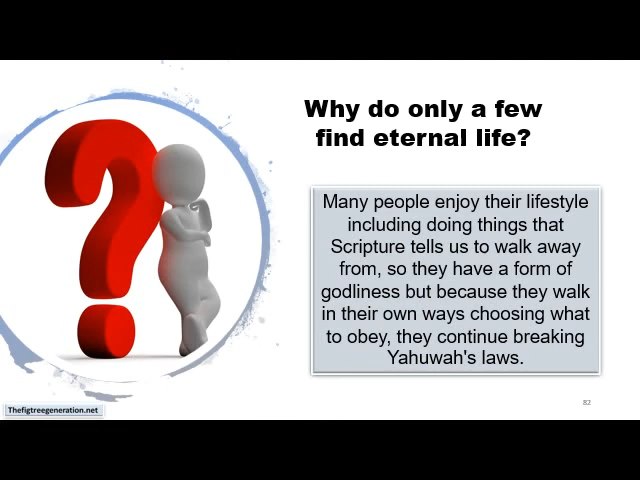 Why do only a few
find eternal life?
Many people enjoy their lifestyle
including doing things that
Scripture tells us to walk away
from, so they have a form of
godliness but because they walk
in their own ways choosing what
to obey, they continue breaking
Yahuwah's laws.
Thefigtreegeneration.net
82